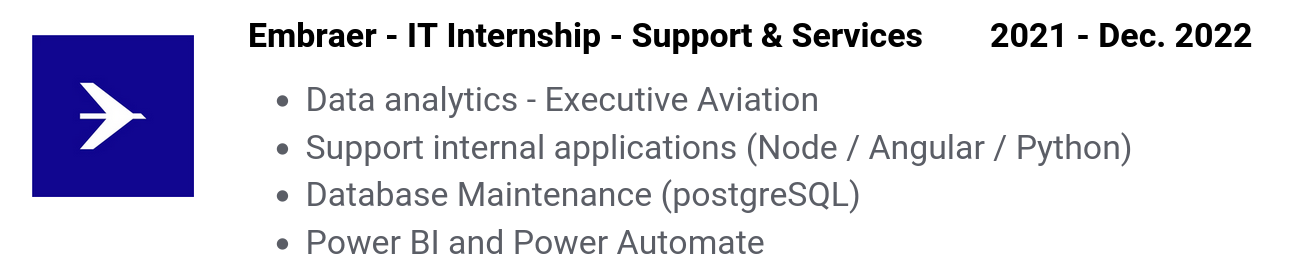 Embraer - IT Internship - Support & Services 2021 - Dec. 2022
• Data analytics - Executive Aviation
• Support internal applications (Node / Angular / Python)
• Database Maintenance (postgreSQL)
• Power BI and Power Automate